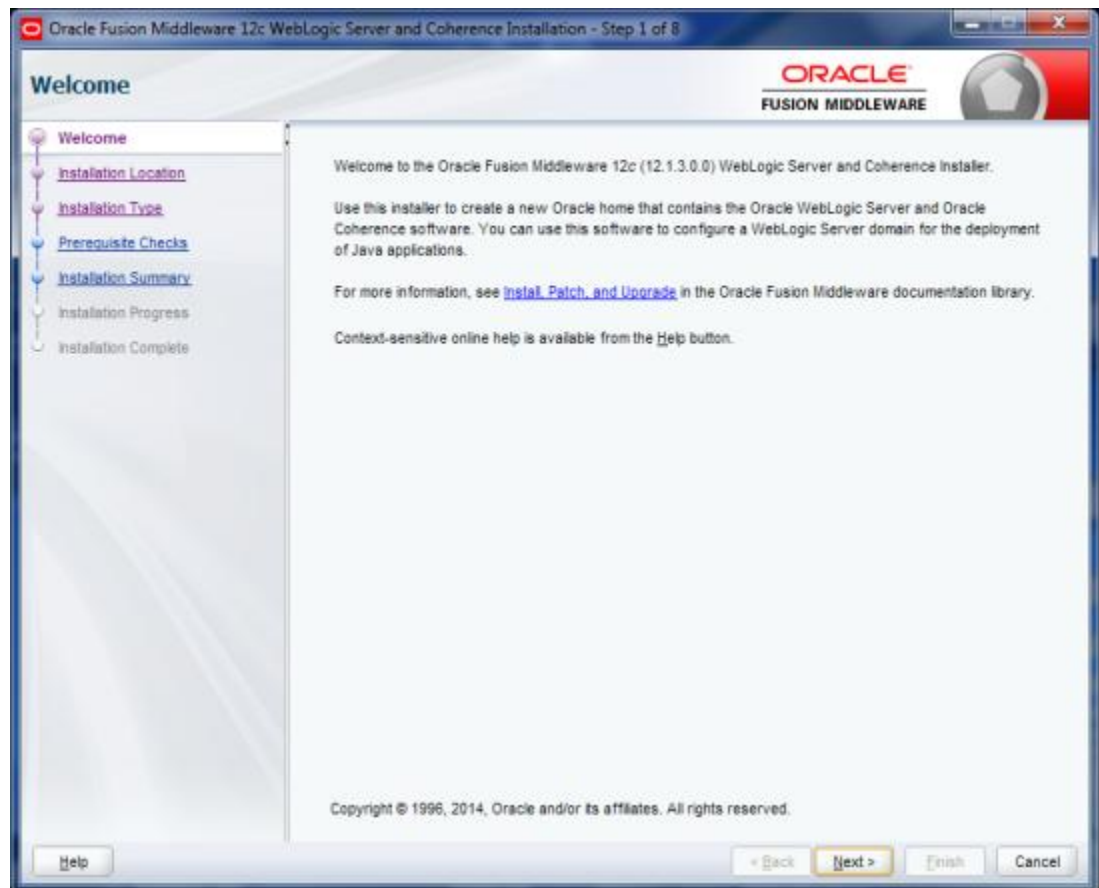 Oracle Fusion Middleware 12c WebLogic Server and Coherence Installation - Step 1 of 8
Welcome
ORACLE
FUSION MIDDLEWARE
Welcome
Installation Location
Installation Type
Prerequisite Checks
Installation Summary
Installation Progress
Installation Complete
Welcome to the Oracle Fusion Middleware 12c (12.1.3.0.0) WebLogic Server and Coherence Installer.
Use this installer to create a new Oracle home that contains the Oracle WebLogic Server and Oracle
Coherence software. You can use this software to configure a WebLogic Server domain for the deployment
of Java applications.
For more information, see Install, Patch, and Upgrade in the Oracle Fusion Middleware documentation library.
Context-sensitive online help is available from the Help button.
Copyright © 1996, 2014, Oracle and/or its affiliates. All rights reserved.
Help
< Back
Next >
Finish
Cancel